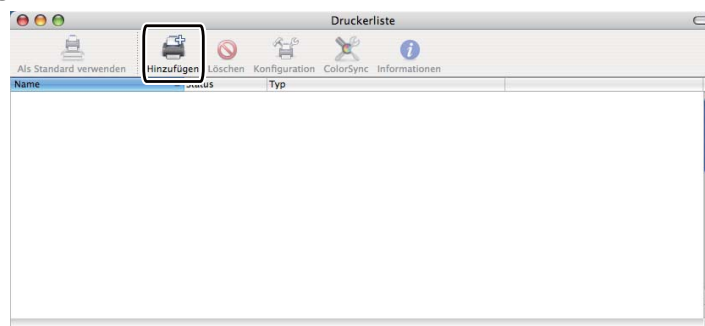 Druckerliste
Als Standard verwenden Hinzufügen Löschen Konfiguration ColorSync Informationen
Name Status Typ